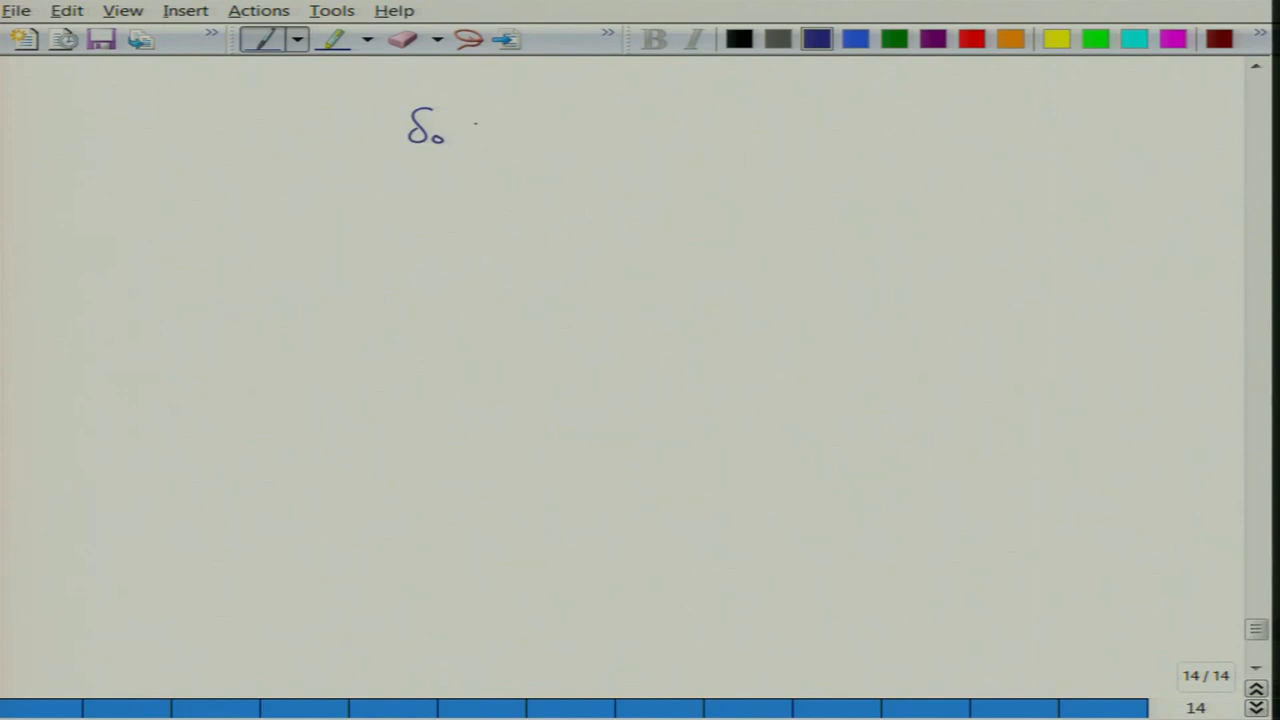 File Edit View Insert Actions Tools Help
B I
δ₀
14 / 14
14